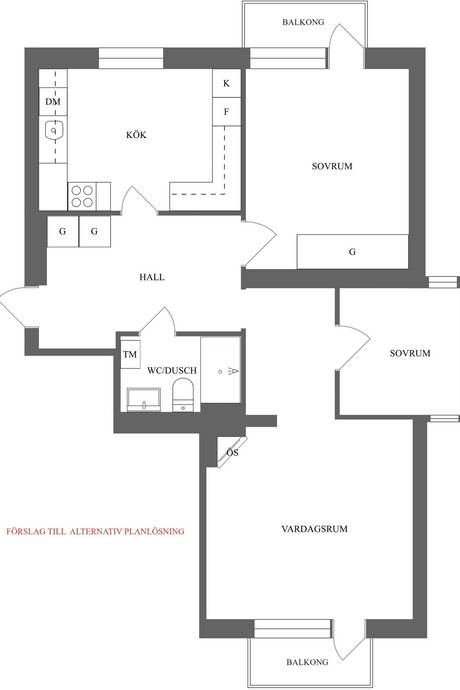 BALKONG
K
DM
F
KÖK
SOVRUM
G
G
G
HALL
TM
WC/DUSCH
SOVRUM
ÖS
FÖRSLAG TILL ALTERNATIV PLANLÖSNING
VARDAGSRUM
BALKONG